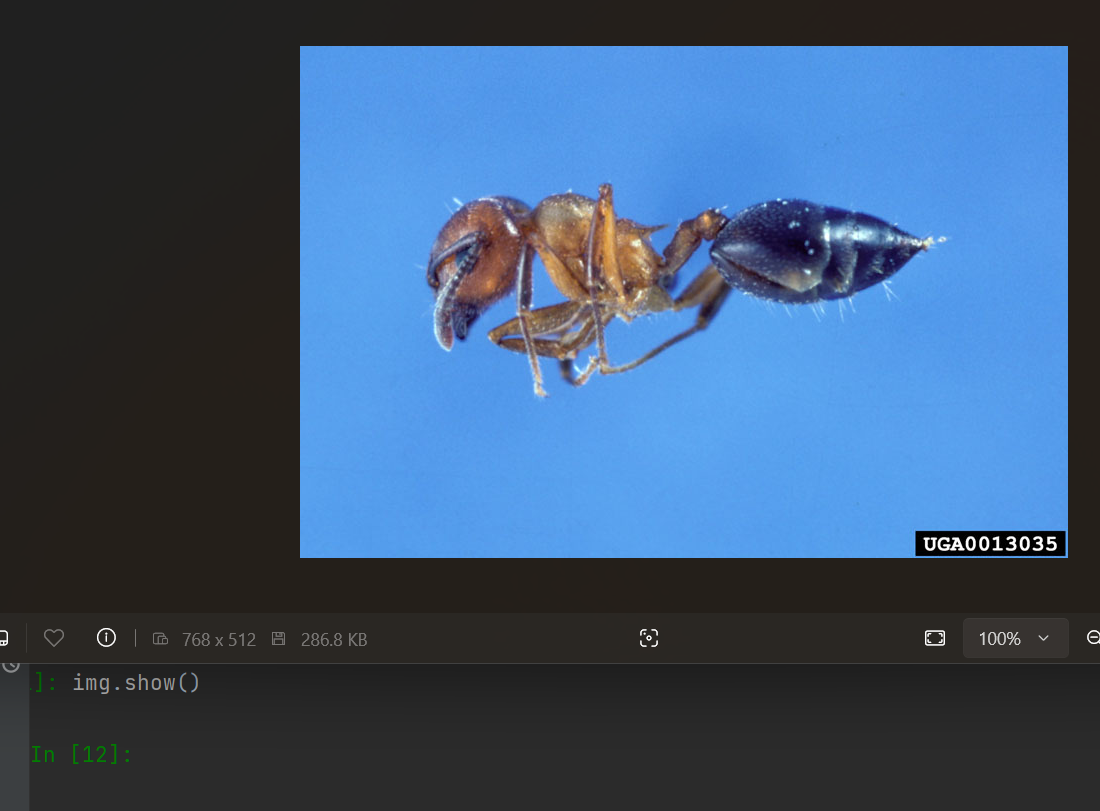 UGA0013035
768 x 512 286.8 KB 100%
]: img.show()
In [12]: